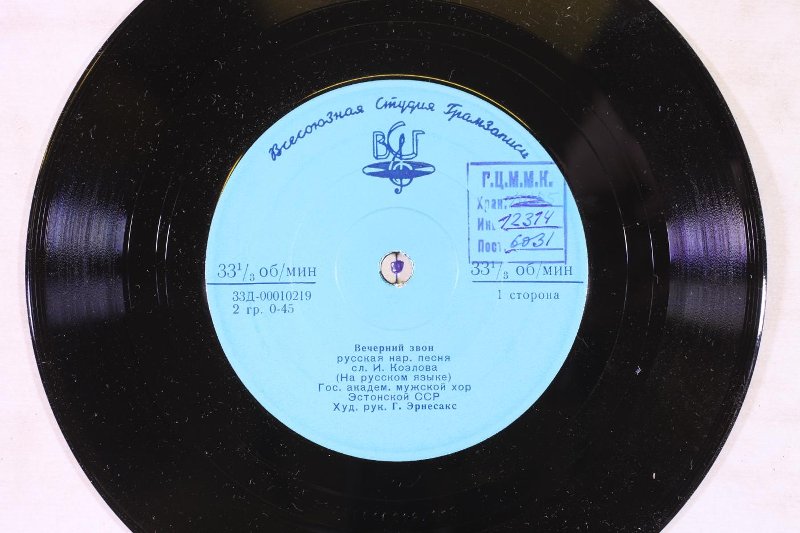 Всесоюзная Студия Грамзаписи
ВСГ
Г.Ц.М.М.К.
Хран.
Инв. 12314
Пост. 6031
33⅓ об/мин
33⅓ об/мин
33Д-00010219
1 сторона
2 гр. 0-45
Вечерний звон
русская нар. песня
сл. И. Козлова
(На русском языке)
Гос. академ. мужской хор
Эстонской ССР
Худ. рук. Г. Эрнесакс